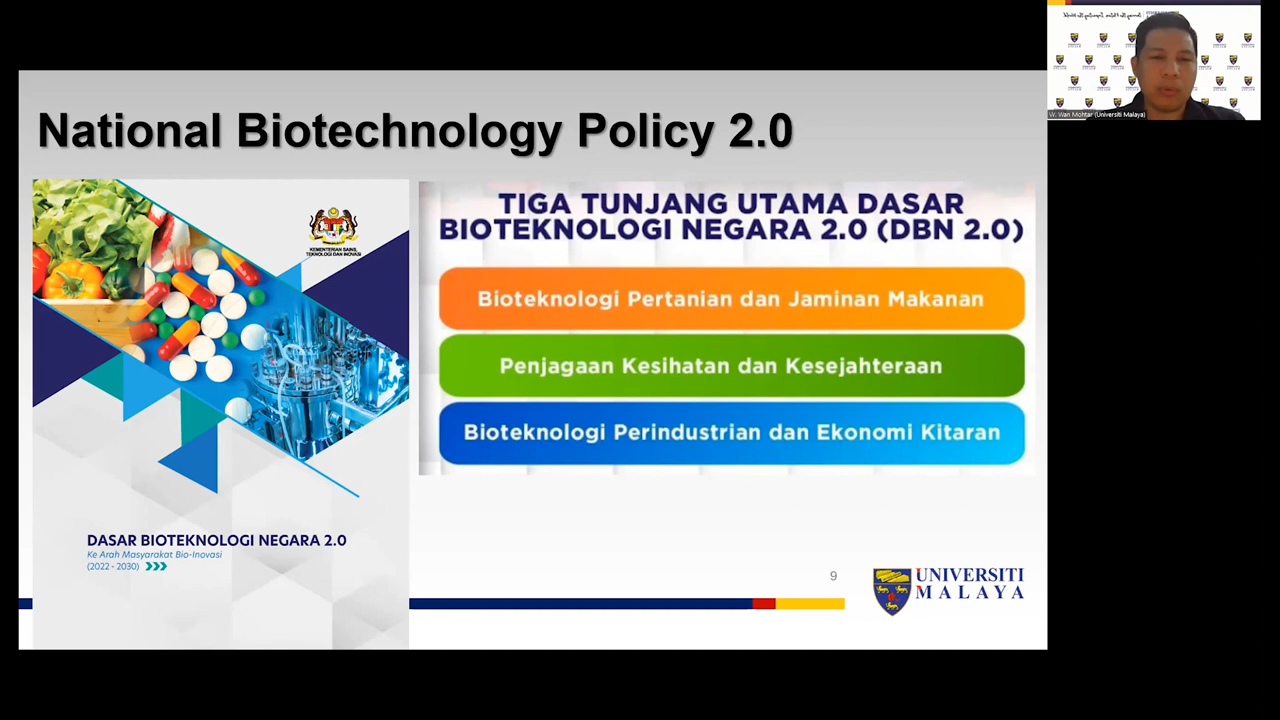 National Biotechnology Policy 2.0
KEMENTERIAN SAINS,
TEKNOLOGI DAN INOVASI
DASAR BIOTEKNOLOGI NEGARA 2.0
Ke Arah Masyarakat Bio-Inovasi
(2022 - 2030)
TIGA TUNJANG UTAMA DASAR
BIOTEKNOLOGI NEGARA 2.0 (DBN 2.0)
Bioteknologi Pertanian dan Jaminan Makanan
Penjagaan Kesihatan dan Kesejahteraan
Bioteknologi Perindustrian dan Ekonomi Kitaran
9
UNIVERSITI
MALAYA
W. Wan Mohtar (Universiti Malaya)